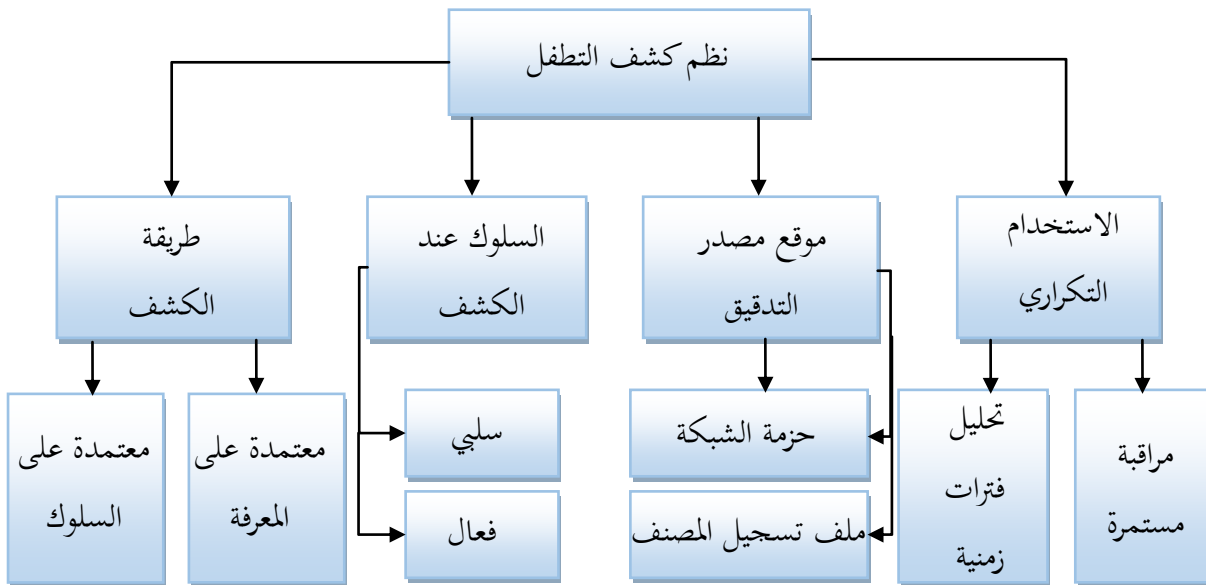 نظم كشف التطفل
الاستخدام
التكراري
موقع مصدر
التدقيق
السلوك عند
الكشف
طريقة
الكشف
مراقبة
مستمرة
تحليل
فترات
زمنية
حزمة الشبكة
ملف تسجيل المصنف
سلبي
فعال
معتمدة على
المعرفة
معتمدة على
السلوك